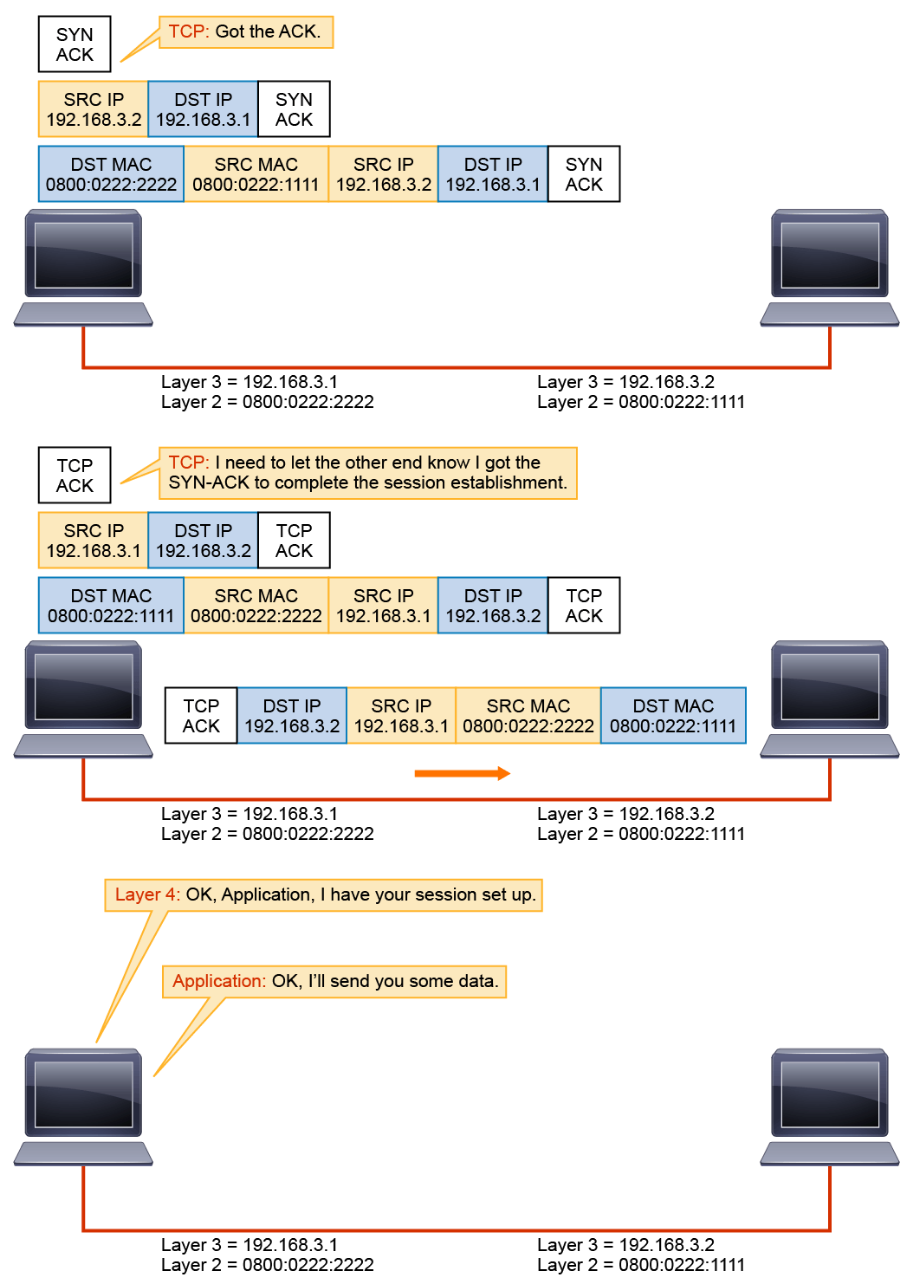 SYN
ACK
TCP: Got the ACK.
SRC IP
192.168.3.2
DST IP
192.168.3.1
SYN
ACK
DST MAC
0800:0222:2222
SRC MAC
0800:0222:1111
SRC IP
192.168.3.2
DST IP
192.168.3.1
SYN
ACK
Layer 3 = 192.168.3.1
Layer 2 = 0800:0222:2222
Layer 3 = 192.168.3.2
Layer 2 = 0800:0222:1111
TCP
ACK
TCP: I need to let the other end know I got the
SYN-ACK to complete the session establishment.
SRC IP
192.168.3.1
DST IP
192.168.3.2
TCP
ACK
DST MAC
0800:0222:1111
SRC MAC
0800:0222:2222
SRC IP
192.168.3.1
DST IP
192.168.3.2
TCP
ACK
TCP
ACK
DST IP
192.168.3.2
SRC IP
192.168.3.1
SRC MAC
0800:0222:2222
DST MAC
0800:0222:1111
Layer 3 = 192.168.3.1
Layer 2 = 0800:0222:2222
Layer 3 = 192.168.3.2
Layer 2 = 0800:0222:1111
Layer 4: OK, Application, I have your session set up.
Application: OK, I’ll send you some data.
Layer 3 = 192.168.3.1
Layer 2 = 0800:0222:2222
Layer 3 = 192.168.3.2
Layer 2 = 0800:0222:1111